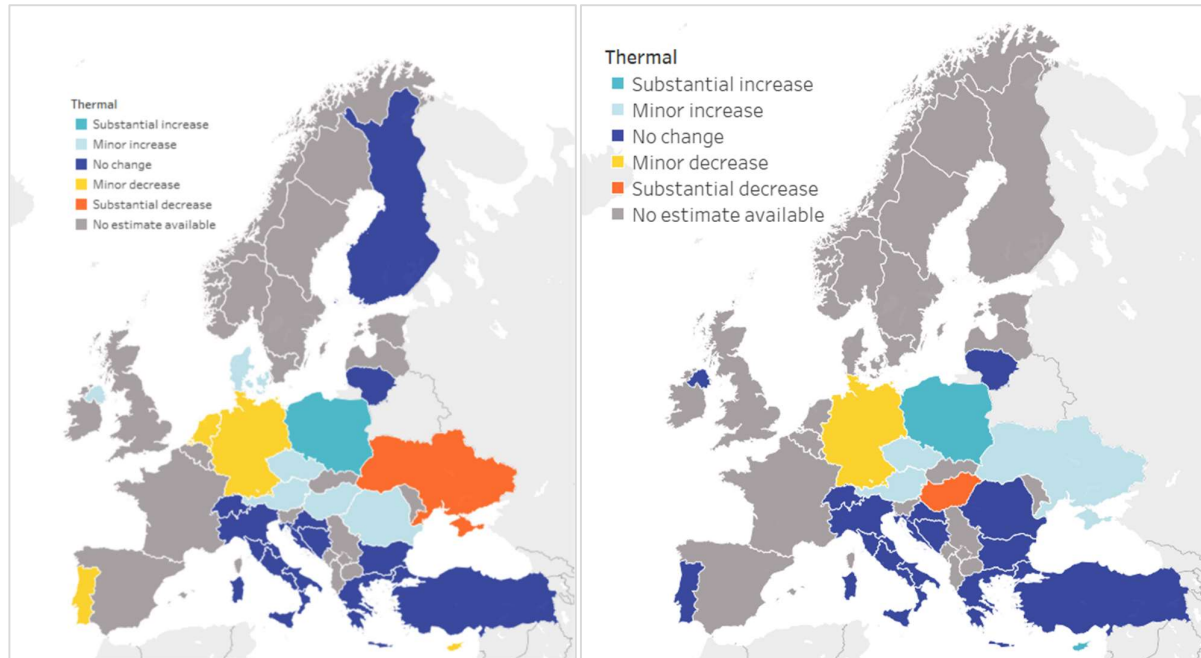 Thermal
Substantial increase
Minor increase
No change
Minor decrease
Substantial decrease
No estimate available
Thermal
Substantial increase
Minor increase
No change
Minor decrease
Substantial decrease
No estimate available